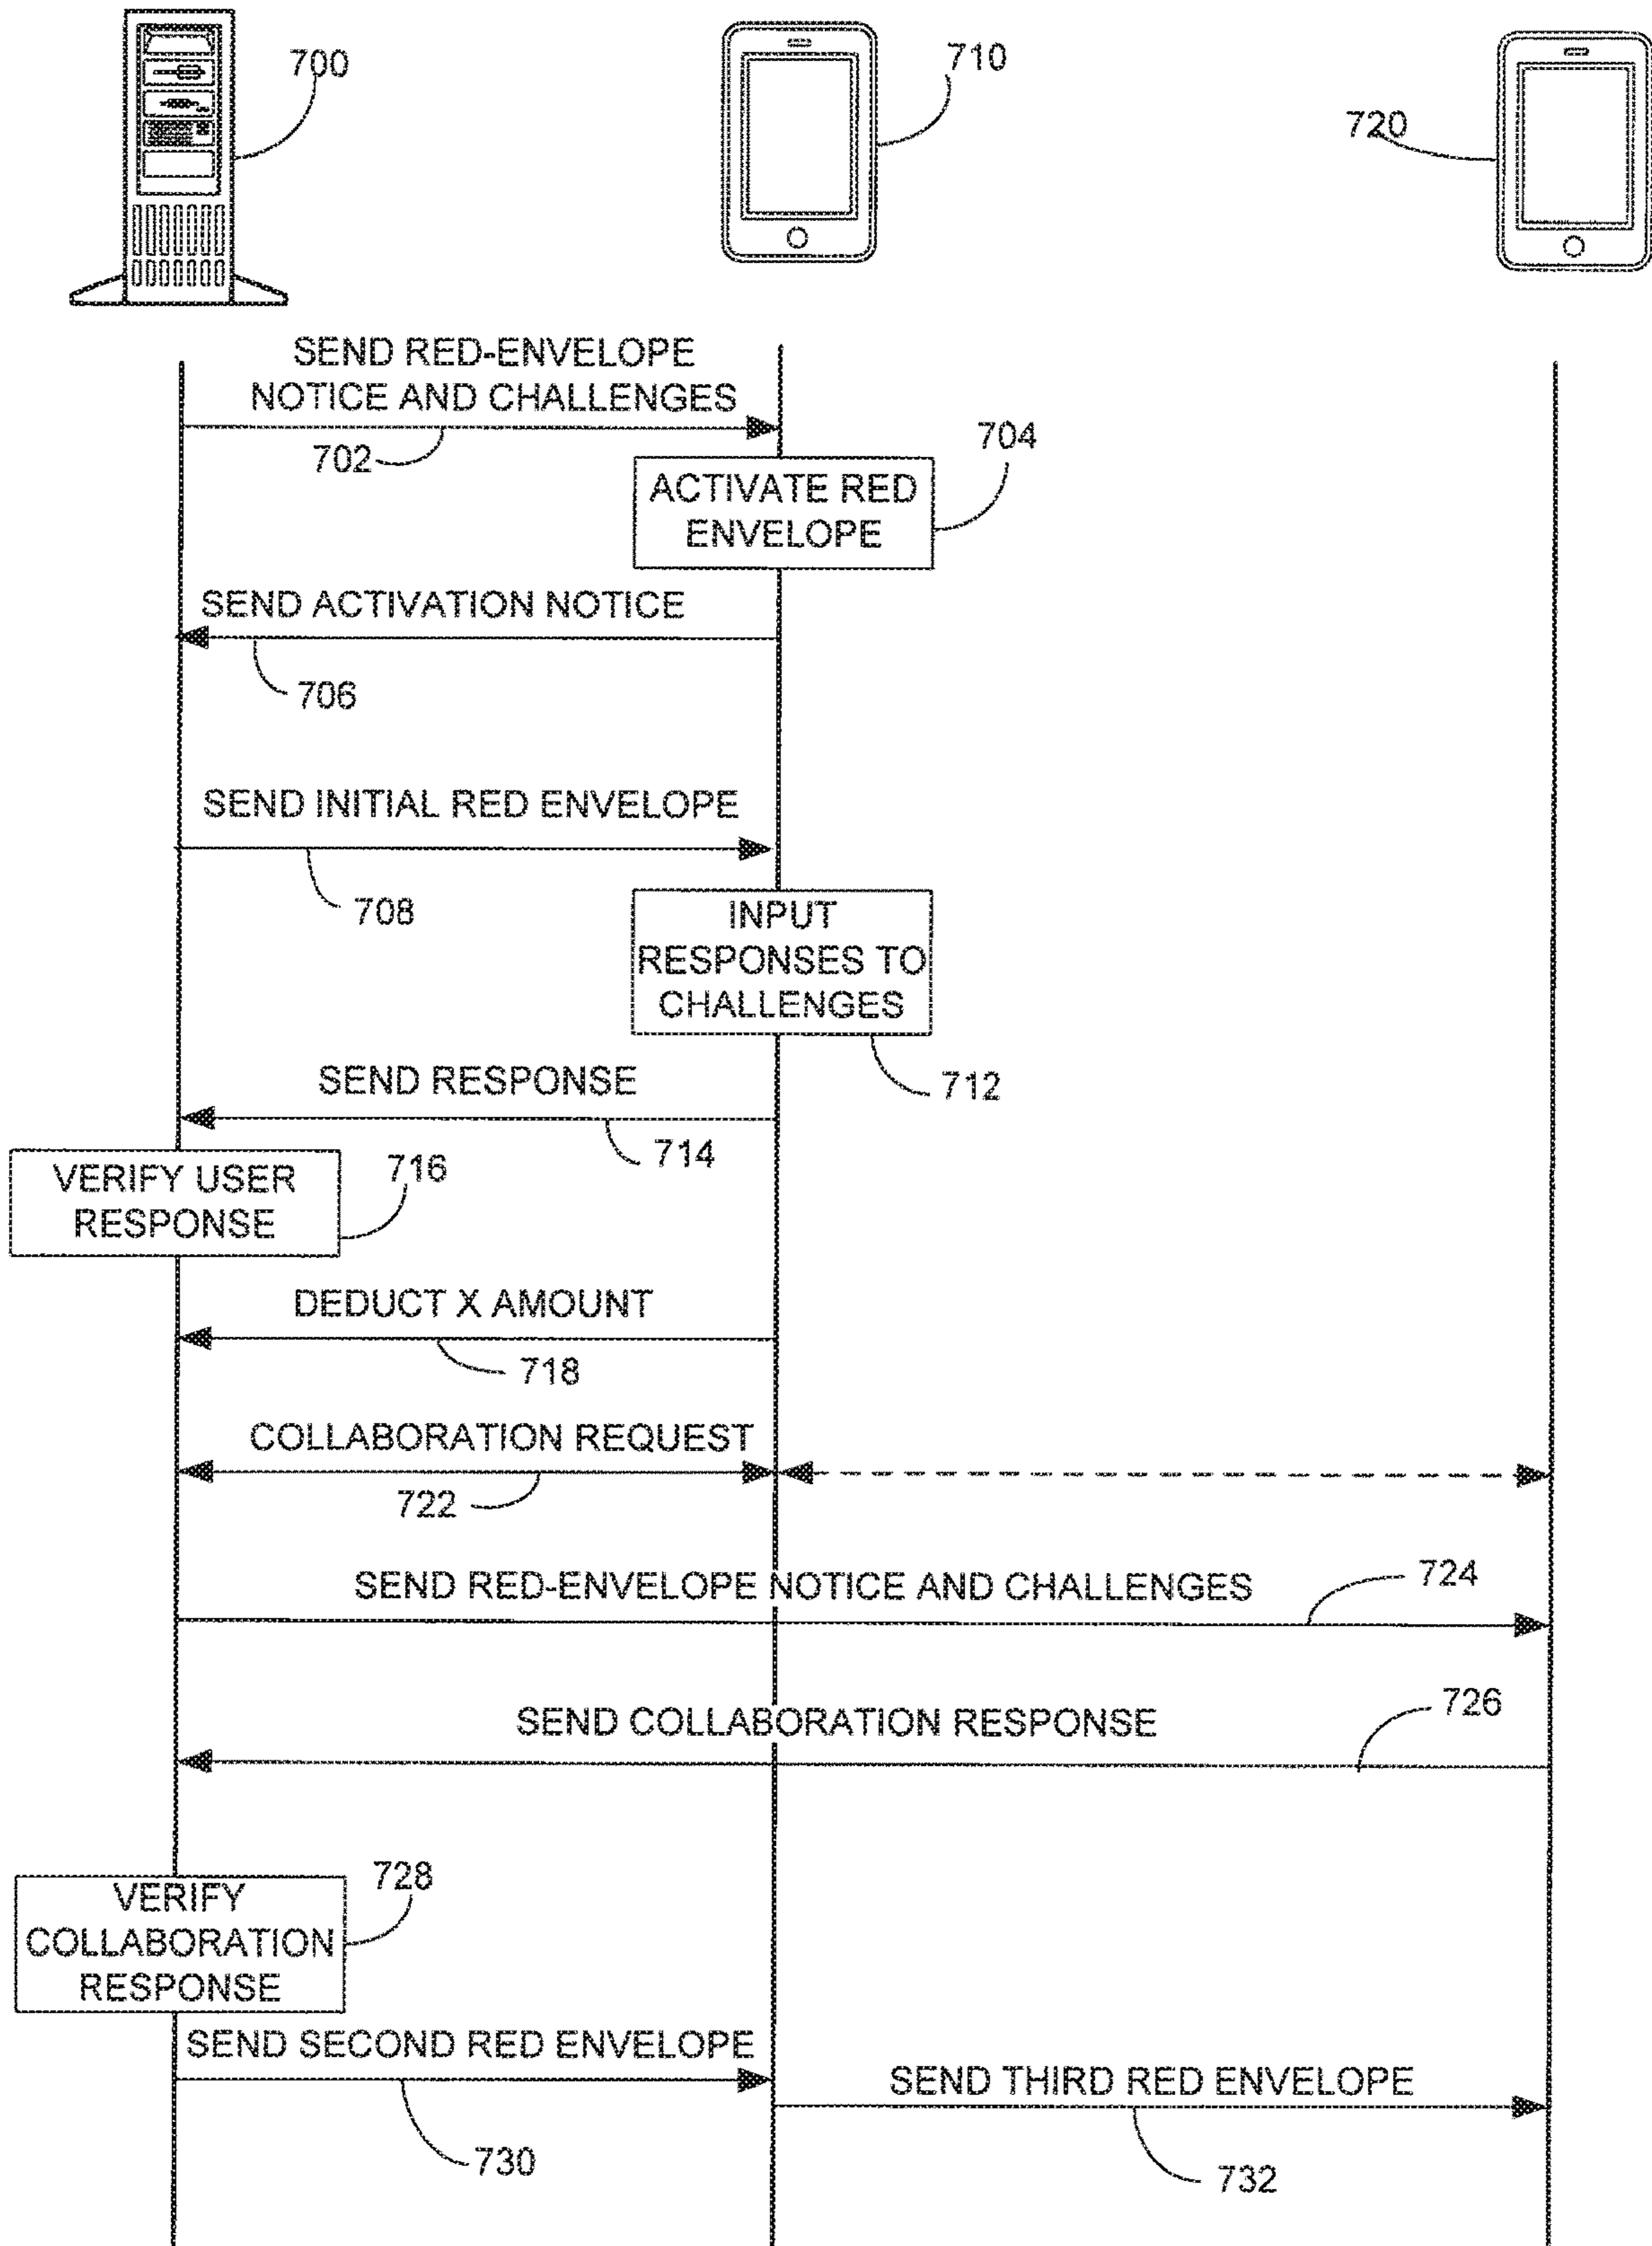 700
710
720
SEND RED-ENVELOPE
NOTICE AND CHALLENGES
702
704
ACTIVATE RED
ENVELOPE
SEND ACTIVATION NOTICE
706
SEND INITIAL RED ENVELOPE
708
INPUT
RESPONSES TO
CHALLENGES
712
SEND RESPONSE
714
716
VERIFY USER
RESPONSE
DEDUCT X AMOUNT
718
COLLABORATION REQUEST
722
SEND RED-ENVELOPE NOTICE AND CHALLENGES
724
SEND COLLABORATION RESPONSE
726
728
VERIFY
COLLABORATION
RESPONSE
SEND SECOND RED ENVELOPE
730
SEND THIRD RED ENVELOPE
732